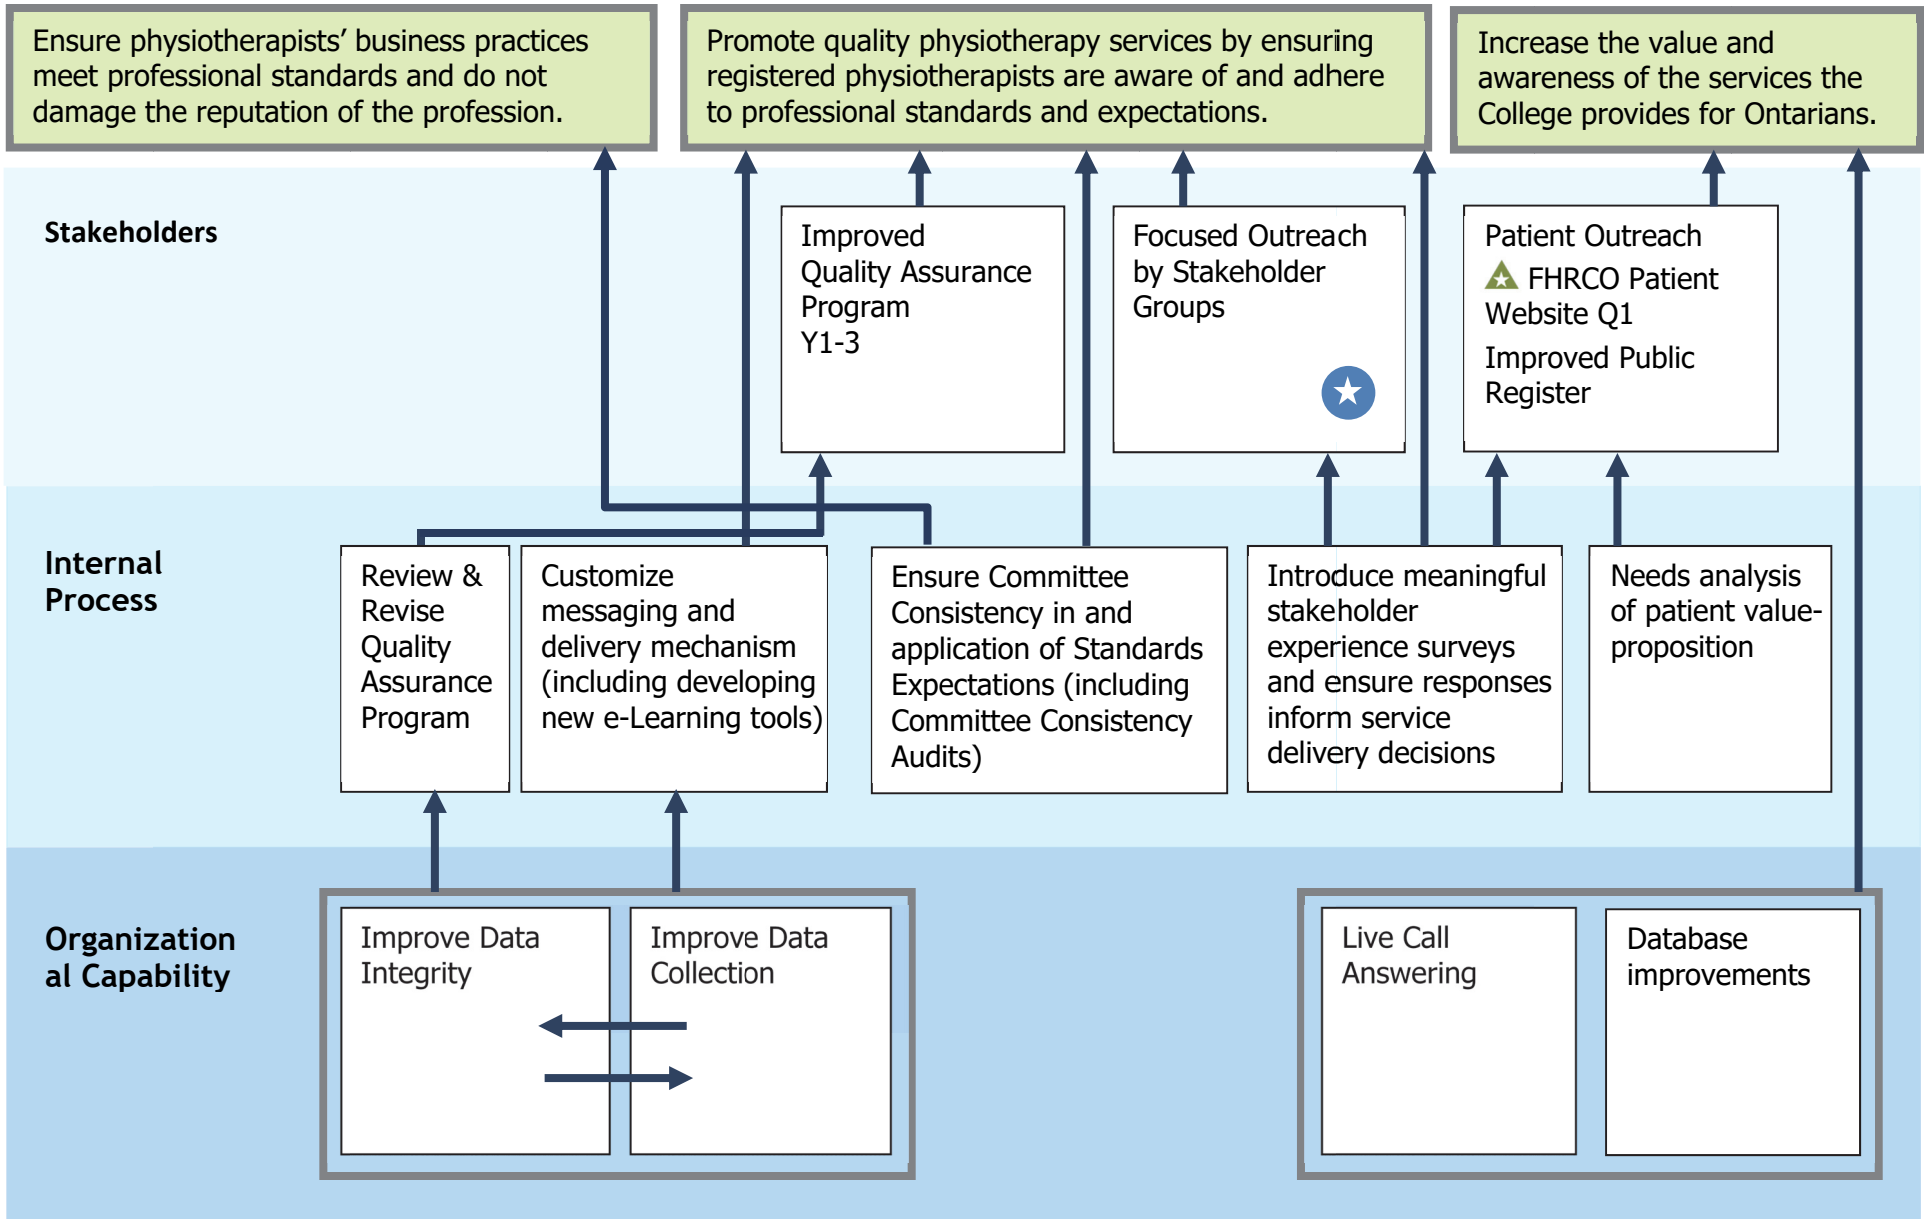 Ensure physiotherapists’ business practices
meet professional standards and do not
damage the reputation of the profession.
Promote quality physiotherapy services by ensuring
registered physiotherapists are aware of and adhere
to professional standards and expectations.
Increase the value and
awareness of the services the
College provides for Ontarians.
Stakeholders
Improved
Quality Assurance
Program
Y1-3
Focused Outreach
by Stakeholder
Groups
Patient Outreach
FHRCO Patient
Website Q1
Improved Public
Register
Internal
Process
Review &
Revise
Quality
Assurance
Program
Customize
messaging and
delivery mechanism
(including developing
new e-Learning tools)
Ensure Committee
Consistency in and
application of Standards
Expectations (including
Committee Consistency
Audits)
Introduce meaningful
stakeholder
experience surveys
and ensure responses
inform service
delivery decisions
Needs analysis
of patient value-
proposition
Organization
al Capability
Improve Data
Integrity
Improve Data
Collection
Live Call
Answering
Database
improvements